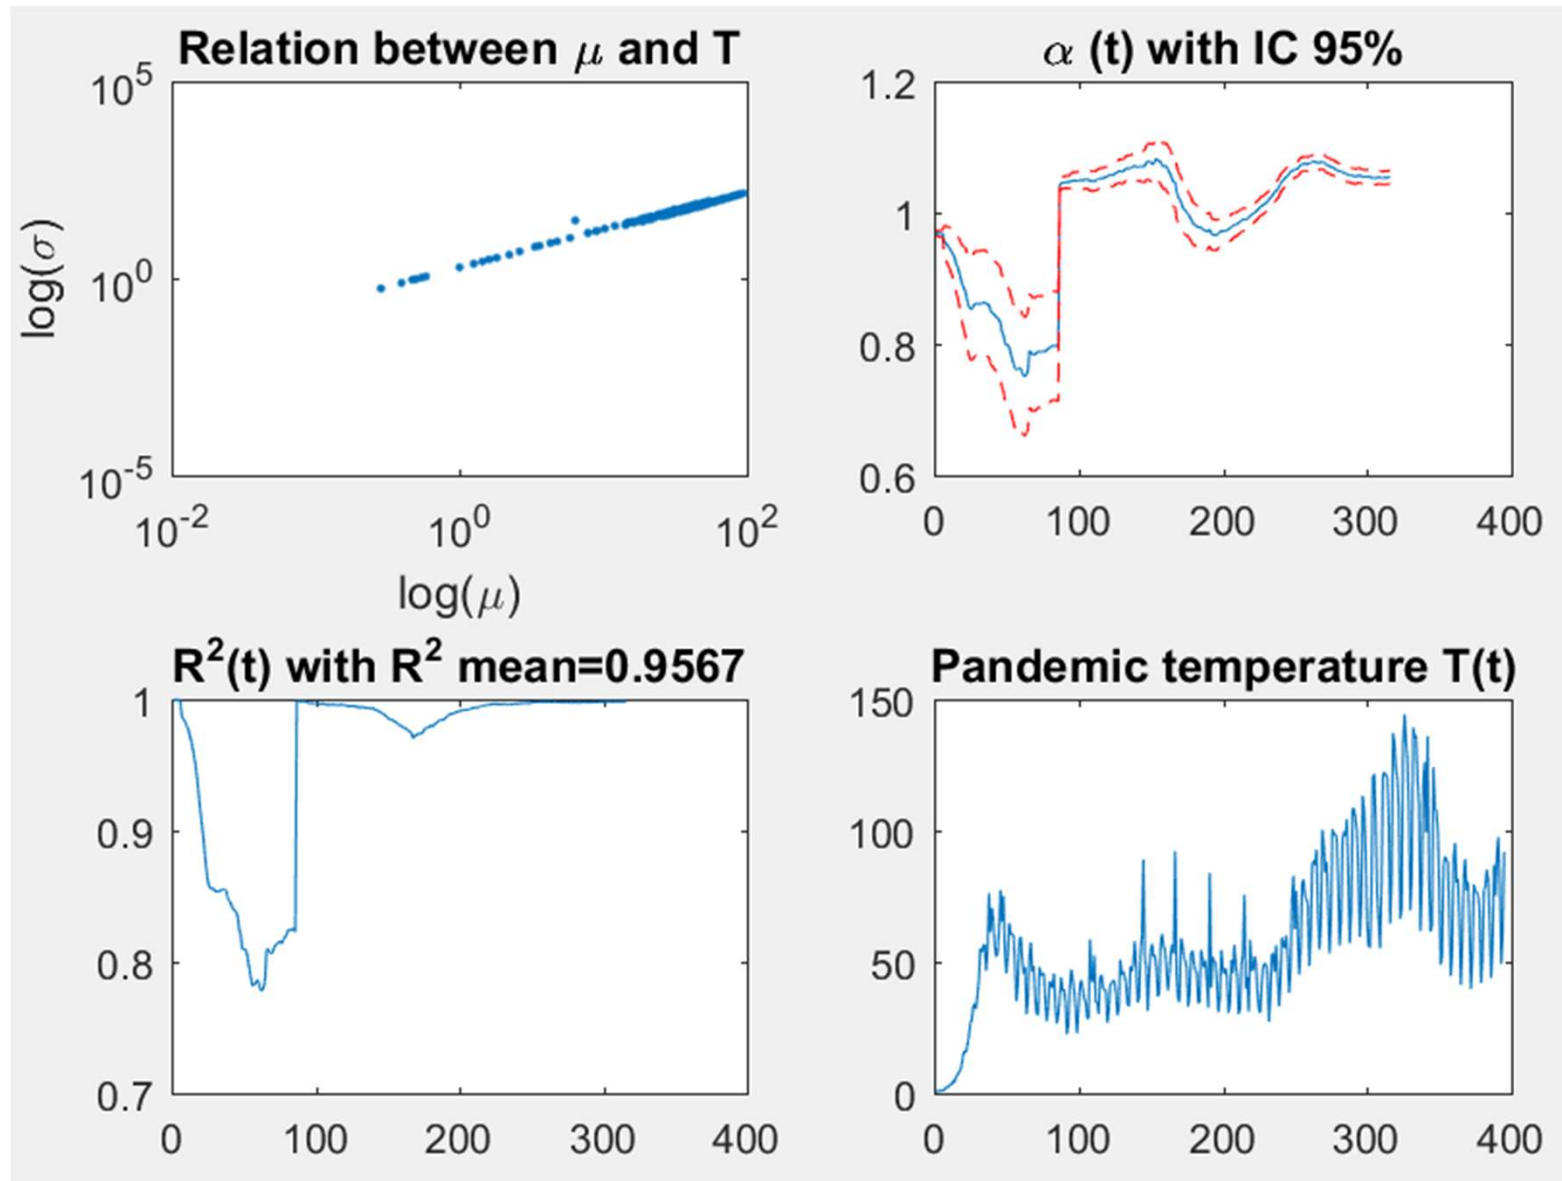 Relation between μ and T
10^5
10^0
10^-5
log(σ)
10^-2 10^0 10^2
log(μ)
α (t) with IC 95%
1.2
1
0.8
0.6
0 100 200 300 400
R^2(t) with R^2 mean=0.9567
1
0.9
0.8
0.7
0 100 200 300 400
Pandemic temperature T(t)
150
100
50
0
0 100 200 300 400